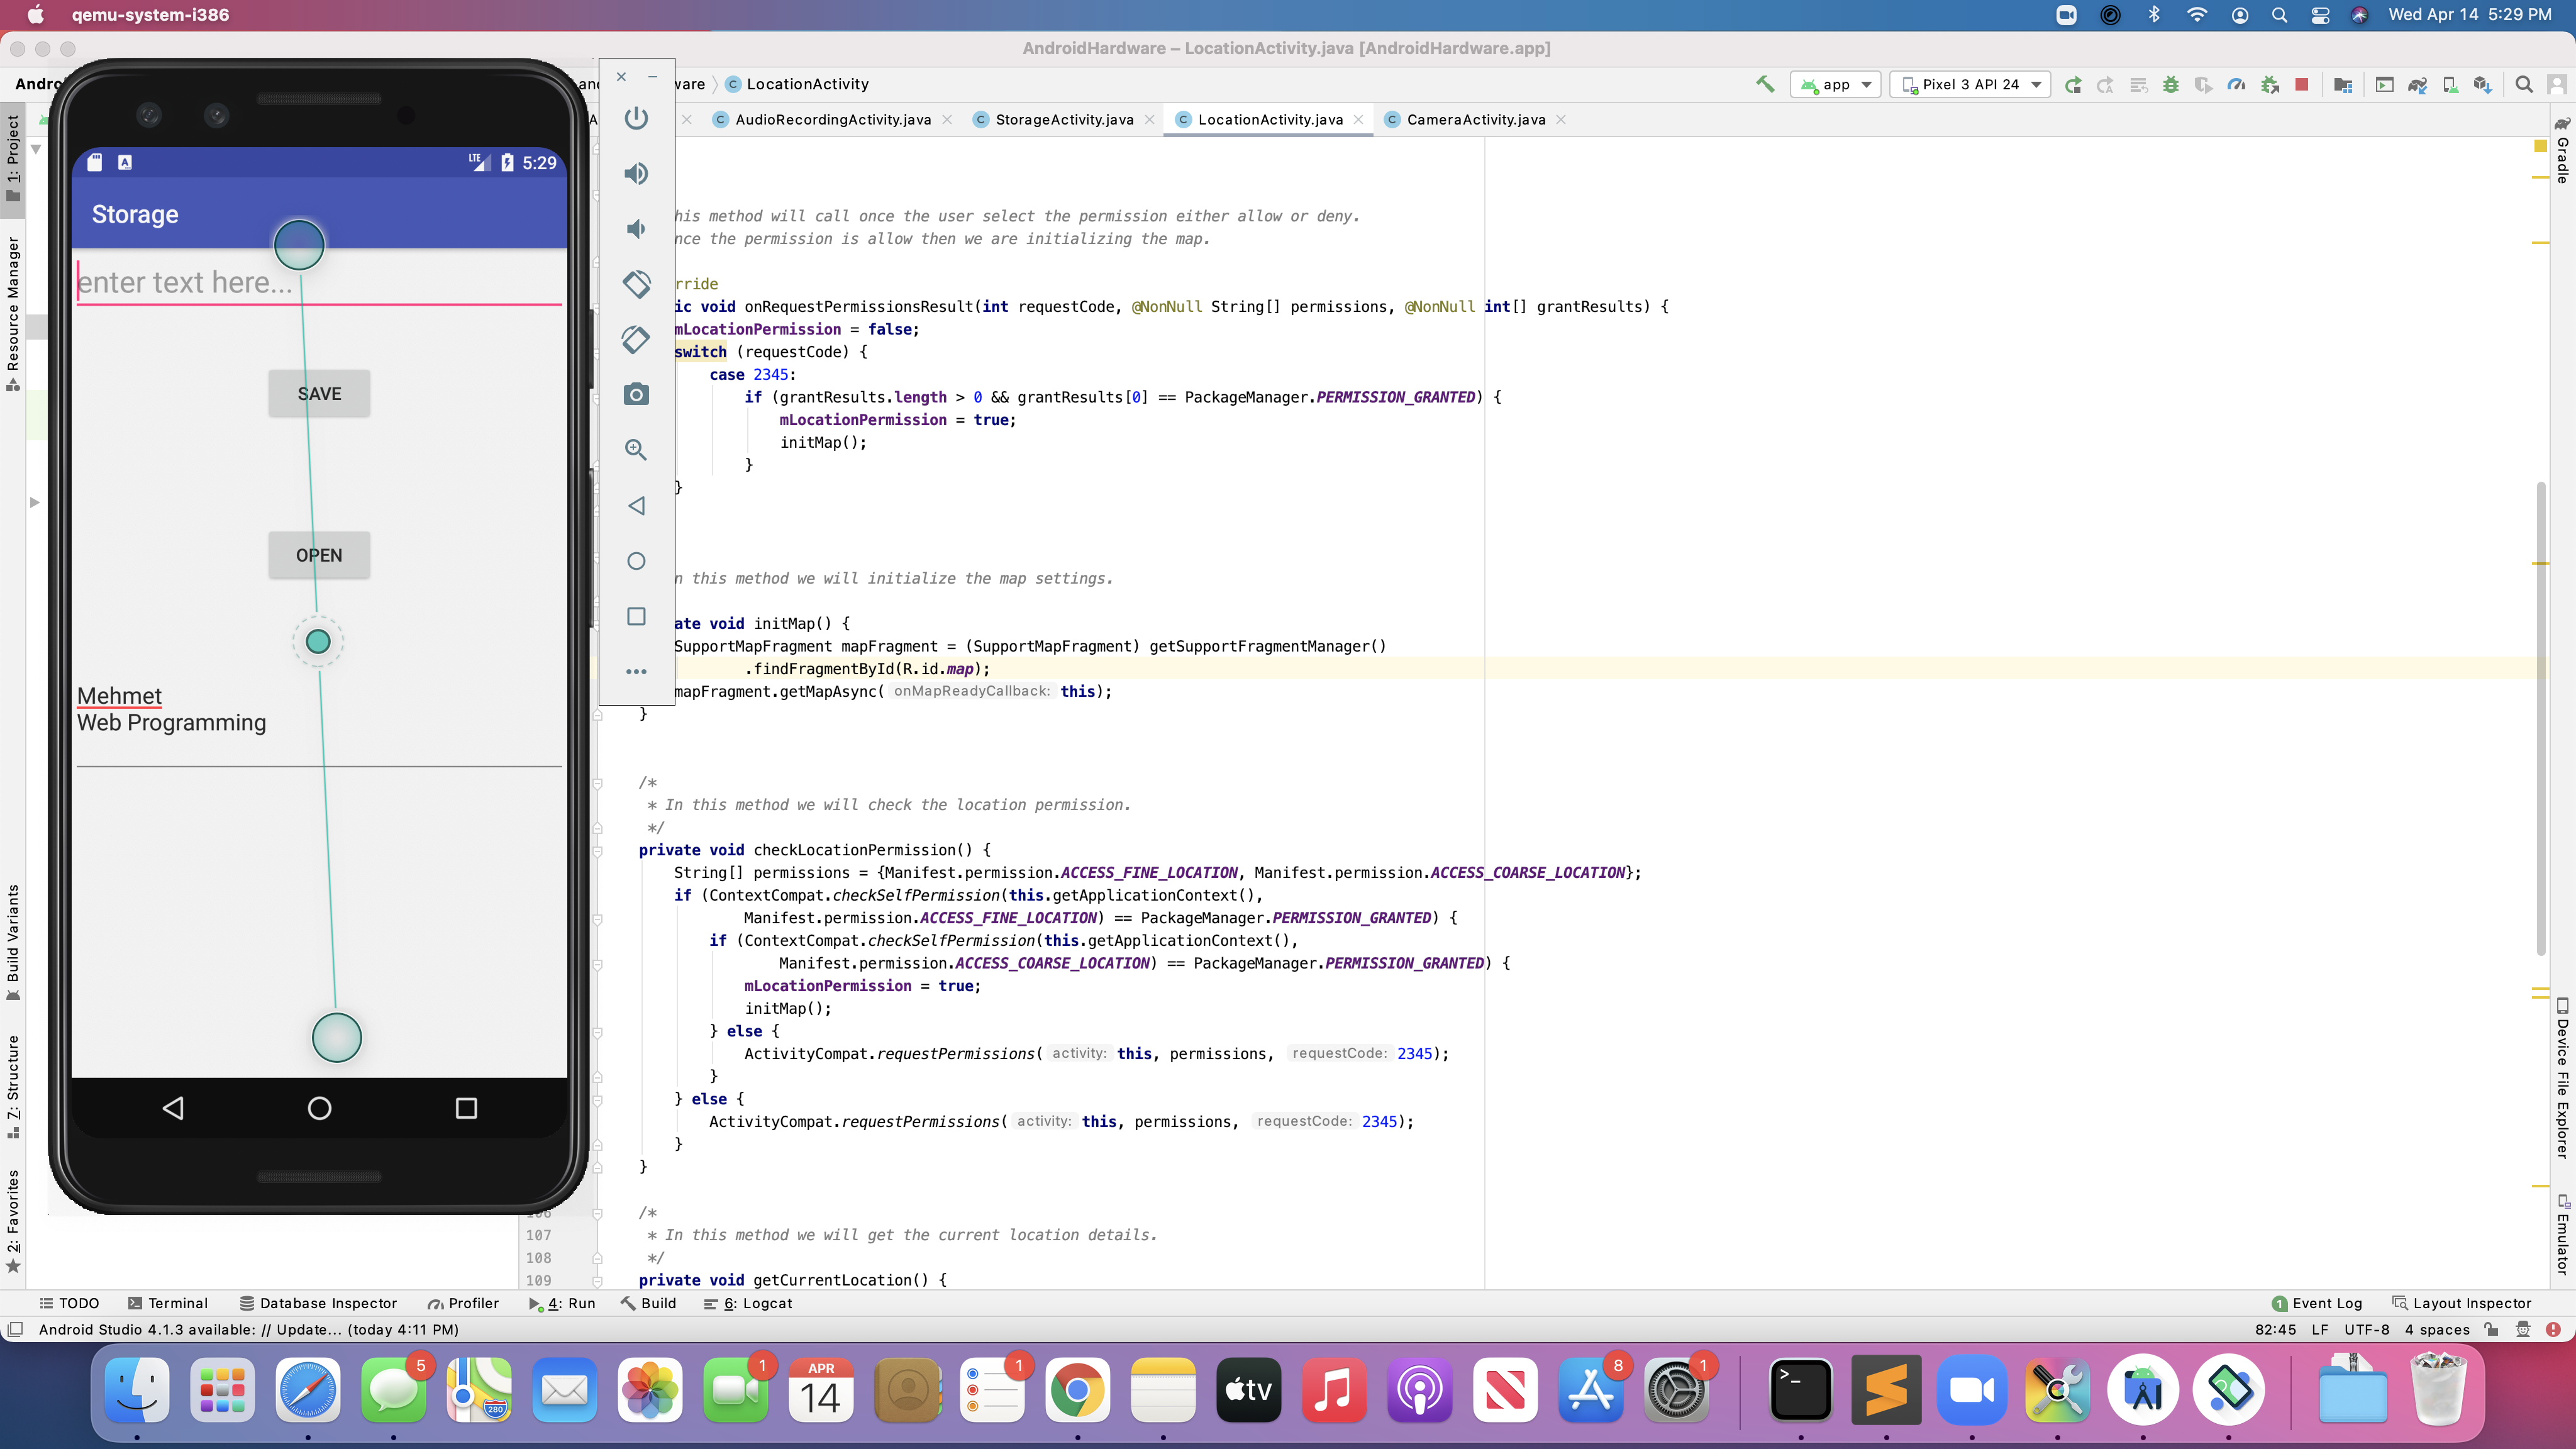 qemu-system-i386
Wed Apr 14 5:29 PM
AndroidHardware – LocationActivity.java [AndroidHardware.app]
LocationActivity
app
Pixel 3 API 24
AudioRecordingActivity.java
StorageActivity.java
LocationActivity.java
CameraActivity.java
1: Project
Resource Manager
Build Variants
7: Structure
2: Favorites
Gradle
Device File Explorer
Emulator
LTE
5:29
Storage
enter text here...
SAVE
OPEN
Mehmet
Web Programming
his method will call once the user select the permission either allow or deny.
nce the permission is allow then we are initializing the map.
rride
ic void onRequestPermissionsResult(int requestCode, @NonNull String[] permissions, @NonNull int[] grantResults) {
mLocationPermission = false;
switch (requestCode) {
case 2345:
if (grantResults.length > 0 && grantResults[0] == PackageManager.PERMISSION_GRANTED) {
mLocationPermission = true;
initMap();
}
}
n this method we will initialize the map settings.
ate void initMap() {
SupportMapFragment mapFragment = (SupportMapFragment) getSupportFragmentManager()
.findFragmentById(R.id.map);
mapFragment.getMapAsync( onMapReadyCallback: this);
}
/*
* In this method we will check the location permission.
*/
private void checkLocationPermission() {
String[] permissions = {Manifest.permission.ACCESS_FINE_LOCATION, Manifest.permission.ACCESS_COARSE_LOCATION};
if (ContextCompat.checkSelfPermission(this.getApplicationContext(),
Manifest.permission.ACCESS_FINE_LOCATION) == PackageManager.PERMISSION_GRANTED) {
if (ContextCompat.checkSelfPermission(this.getApplicationContext(),
Manifest.permission.ACCESS_COARSE_LOCATION) == PackageManager.PERMISSION_GRANTED) {
mLocationPermission = true;
initMap();
} else {
ActivityCompat.requestPermissions( activity: this, permissions, requestCode: 2345);
}
} else {
ActivityCompat.requestPermissions( activity: this, permissions, requestCode: 2345);
}
}
/*
107 * In this method we will get the current location details.
108 */
109 private void getCurrentLocation() {
TODO Terminal Database Inspector Profiler 4: Run Build 6: Logcat
1 Event Log Layout Inspector
Android Studio 4.1.3 available: // Update... (today 4:11 PM)
82:45 LF UTF-8 4 spaces
5
280
1
APR
14
1
tv
8
1